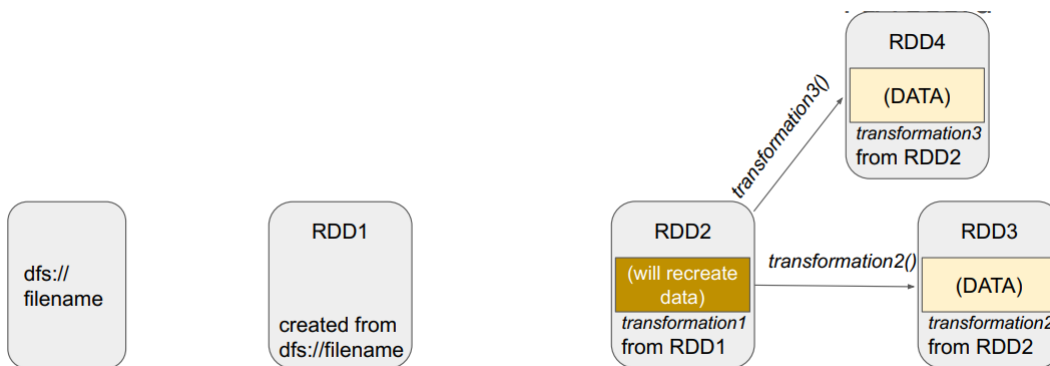 dfs://
filename
RDD1
created from
dfs://filename
RDD2
(will recreate
data)
transformation1
from RDD1
transformation3()
RDD4
(DATA)
transformation3
from RDD2
transformation2()
RDD3
(DATA)
transformation2
from RDD2